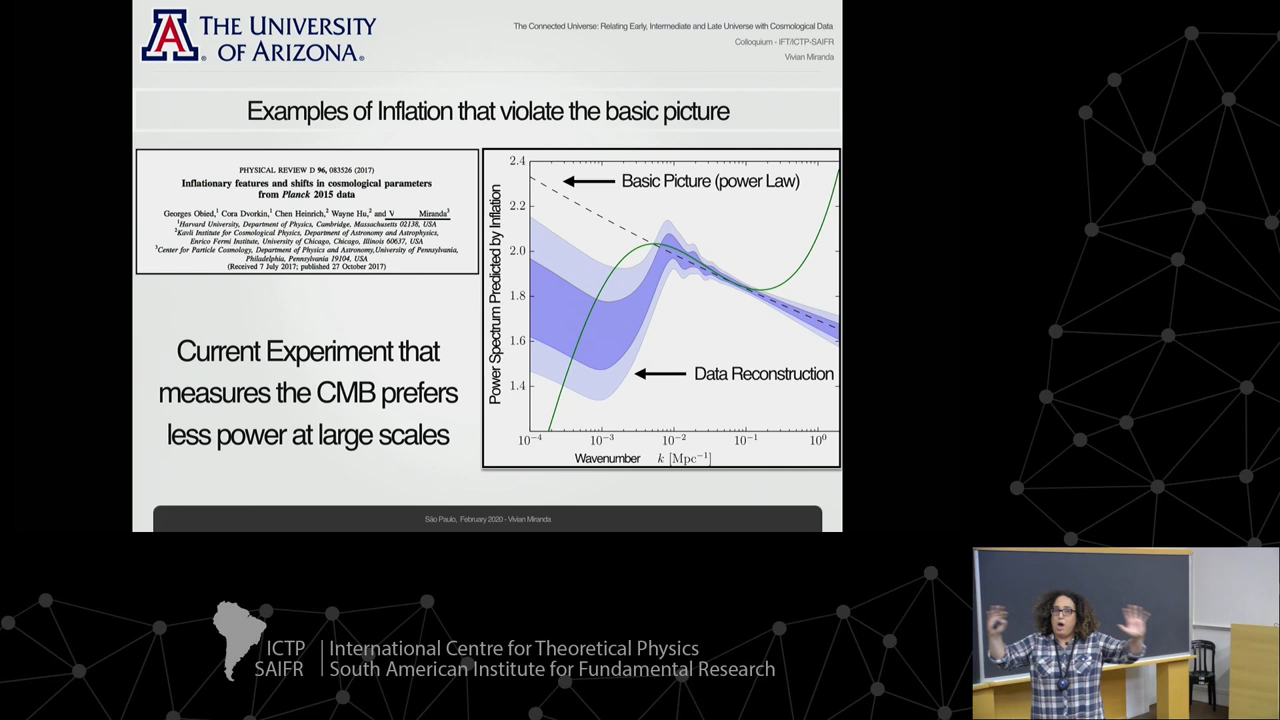 THE UNIVERSITY
OF ARIZONA®
The Connected Universe: Relating Early, Intermediate and Late Universe with Cosmological Data
Colloquium - IFT/ICTP-SAIFR
Vivian Miranda
Examples of Inflation that violate the basic picture
PHYSICAL REVIEW D 96, 083526 (2017)
Inflationary features and shifts in cosmological parameters
from Planck 2015 data
Georges Obied,¹ Cora Dvorkin,¹ Chen Heinrich,² Wayne Hu,² and V Miranda³
¹Harvard University, Department of Physics, Cambridge, Massachusetts 02138, USA
²Kavli Institute for Cosmological Physics, Department of Astronomy and Astrophysics,
Enrico Fermi Institute, University of Chicago, Chicago, Illinois 60637, USA
³Center for Particle Cosmology, Department of Physics and Astronomy,University of Pennsylvania,
Philadelphia, Pennsylvania 19104, USA
(Received 7 July 2017; published 27 October 2017)
Current Experiment that
measures the CMB prefers
less power at large scales
Power Spectrum Predicted by Inflation
2.4
2.2
2.0
1.8
1.6
1.4
Basic Picture (power Law)
Data Reconstruction
10⁻⁴ 10⁻³ 10⁻² 10⁻¹ 10⁰
Wavenumber k [Mpc⁻¹]
São Paulo, February 2020 - Vivian Miranda
ICTP International Centre for Theoretical Physics
SAIFR South American Institute for Fundamental Research